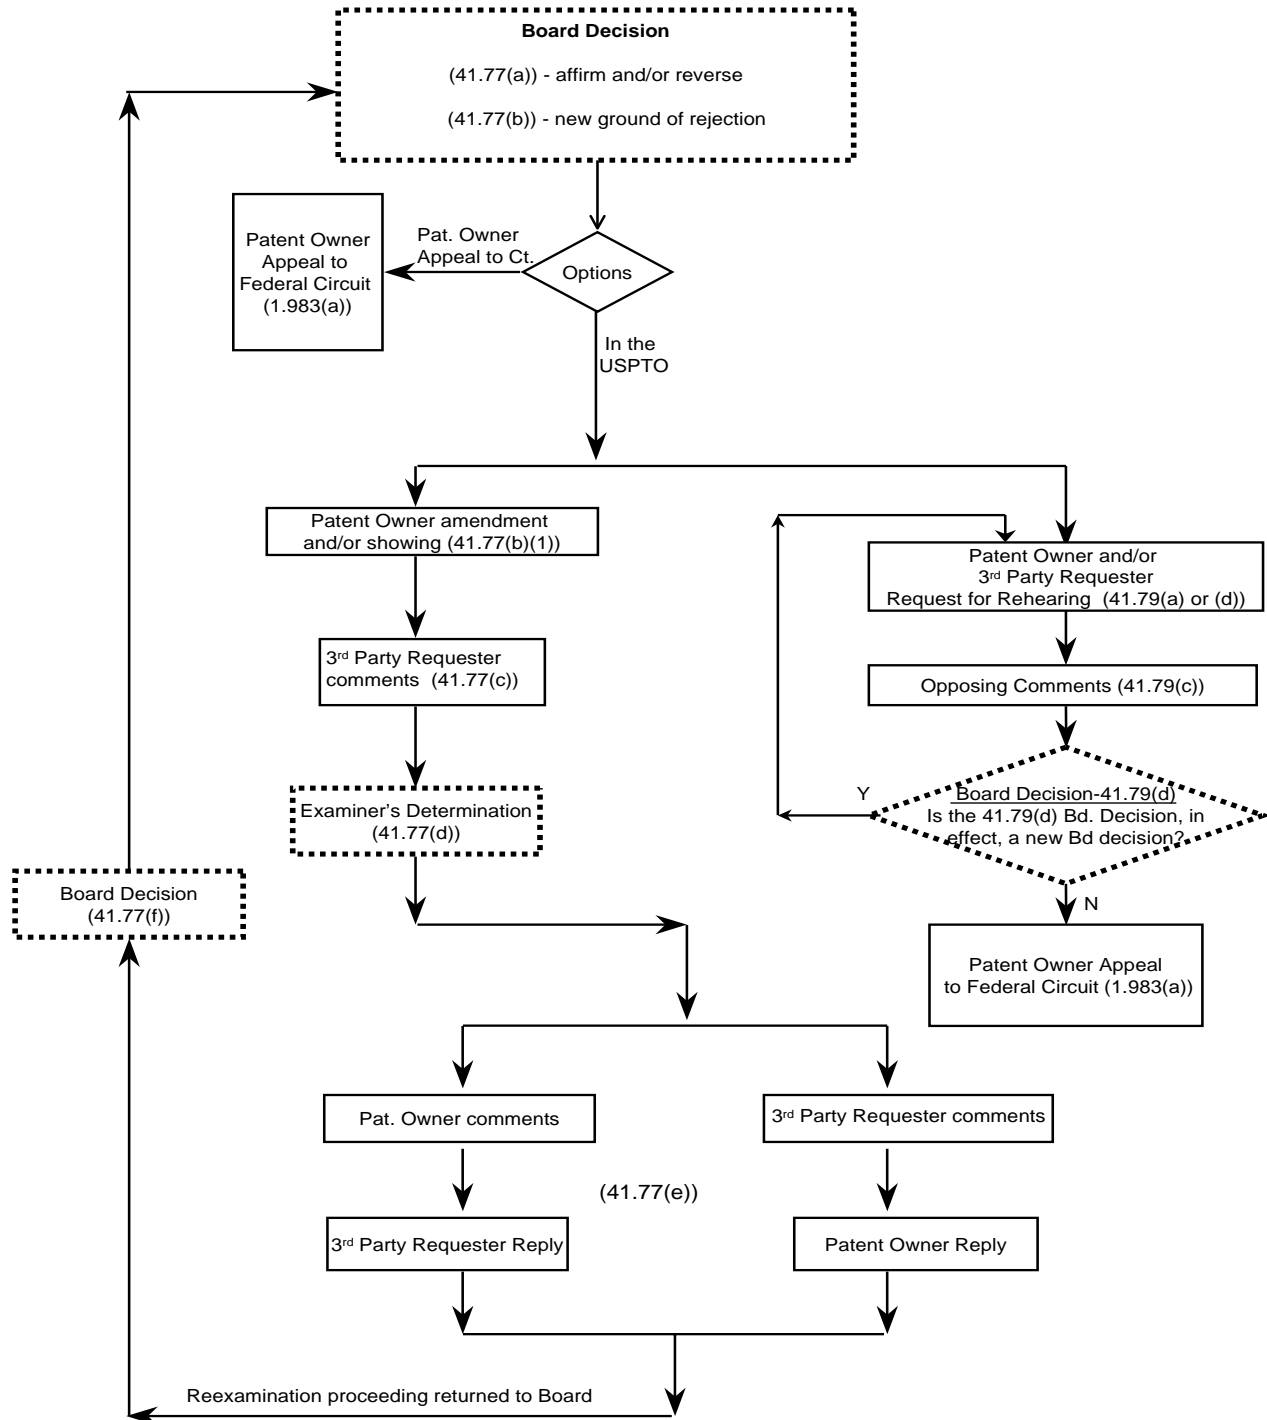 Board Decision
(41.77(a)) - affirm and/or reverse
(41.77(b)) - new ground of rejection
Patent Owner
Appeal to
Federal Circuit
(1.983(a))
Pat. Owner
Appeal to Ct.
Options
In the
USPTO
Patent Owner amendment
and/or showing (41.77(b)(1))
Patent Owner and/or
3rd Party Requester
Request for Rehearing (41.79(a) or (d))
3rd Party Requester
comments (41.77(c))
Opposing Comments (41.79(c))
Examiner's Determination
(41.77(d))
Y
Board Decision-41.79(d)
Is the 41.79(d) Bd. Decision, in
effect, a new Bd decision?
N
Board Decision
(41.77(f))
Patent Owner Appeal
to Federal Circuit (1.983(a))
Pat. Owner comments
3rd Party Requester comments
(41.77(e))
3rd Party Requester Reply
Patent Owner Reply
Reexamination proceeding returned to Board